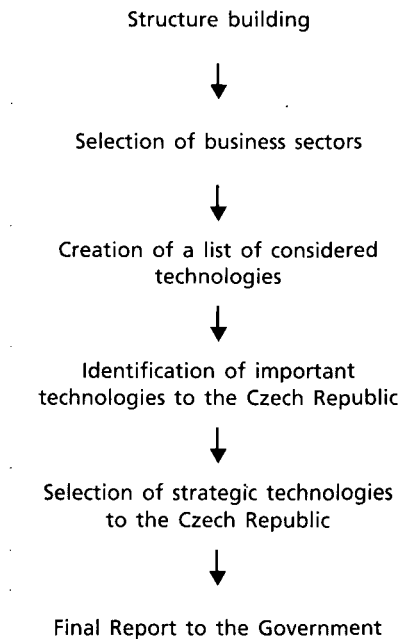 Structure building
Selection of business sectors
Creation of a list of considered
technologies
Identification of important
technologies to the Czech Republic
Selection of strategic technologies
to the Czech Republic
Final Report to the Government